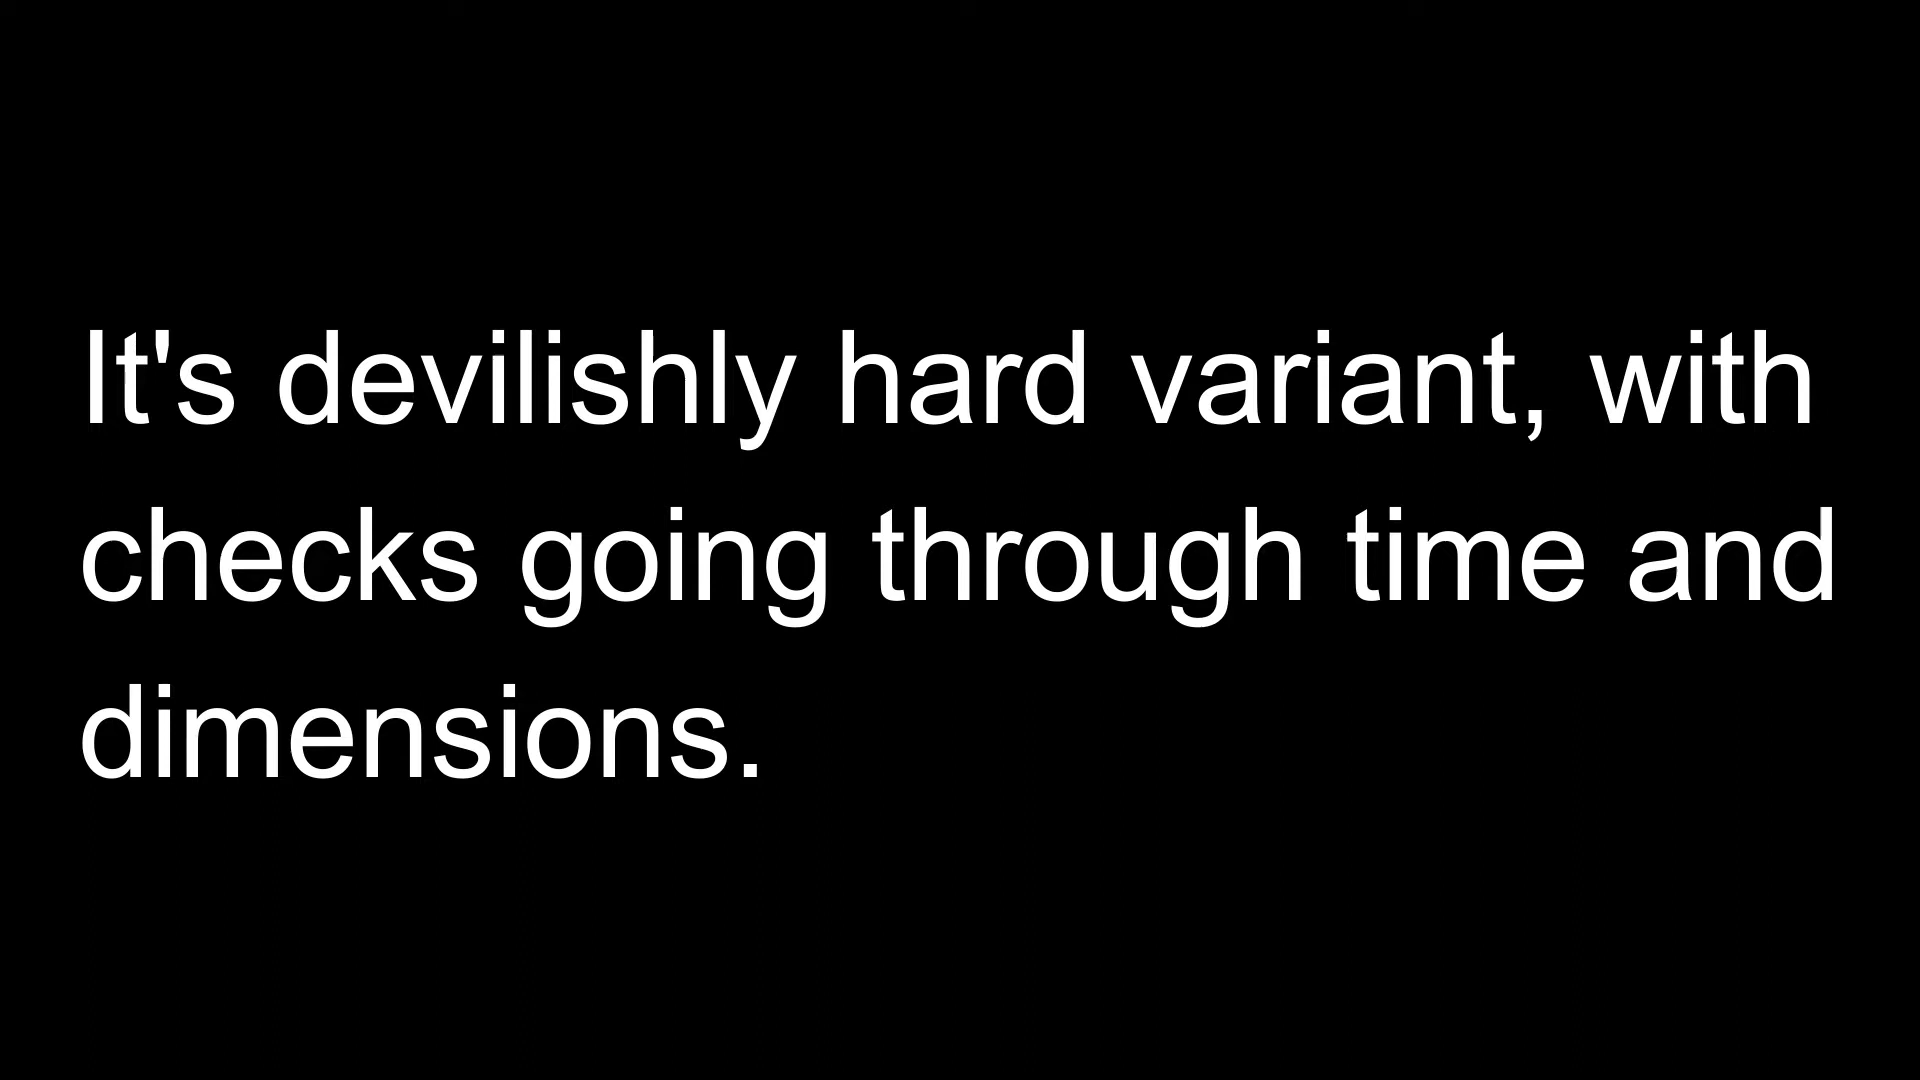 It's devilishly hard variant, with
checks going through time and
dimensions.